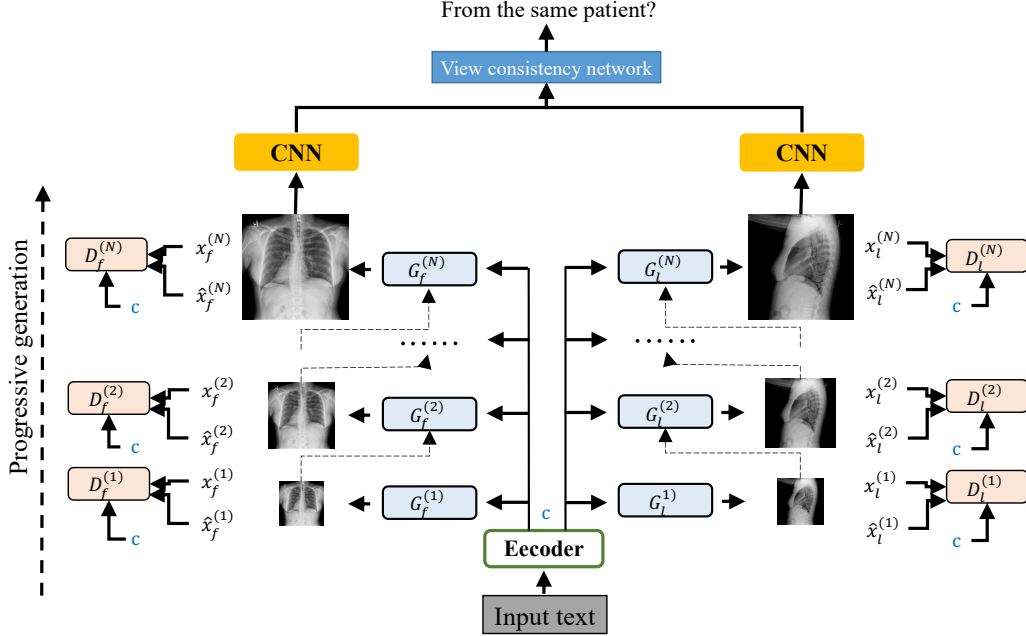 From the same patient?
View consistency network
CNN
CNN
Progressive generation
D_f^{(N)}
x_f^{(N)}
x̂_f^{(N)}
c
G_f^{(N)}
G_l^{(N)}
x_l^{(N)}
x̂_l^{(N)}
D_l^{(N)}
c
......
......
D_f^{(2)}
x_f^{(2)}
x̂_f^{(2)}
c
G_f^{(2)}
G_l^{(2)}
x_l^{(2)}
x̂_l^{(2)}
D_l^{(2)}
c
D_f^{(1)}
x_f^{(1)}
x̂_f^{(1)}
c
G_f^{(1)}
c
G_l^{1)}
x_l^{(1)}
x̂_l^{(1)}
D_l^{(1)}
c
Eecoder
Input text